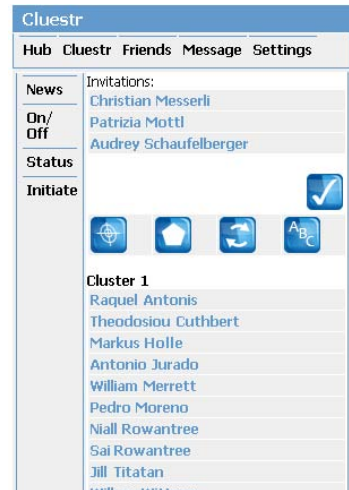 Cluestr
Hub Cluestr Friends Message Settings
News
On/
Off
Status
Initiate
Invitations:
Christian Messerli
Patrizia Mottl
Audrey Schaufelberger
ABC
Cluster 1
Raquel Antonis
Theodosiou Cuthbert
Markus Holle
Antonio Jurado
William Merrett
Pedro Moreno
Niall Rowantree
Sai Rowantree
Jill Titatan